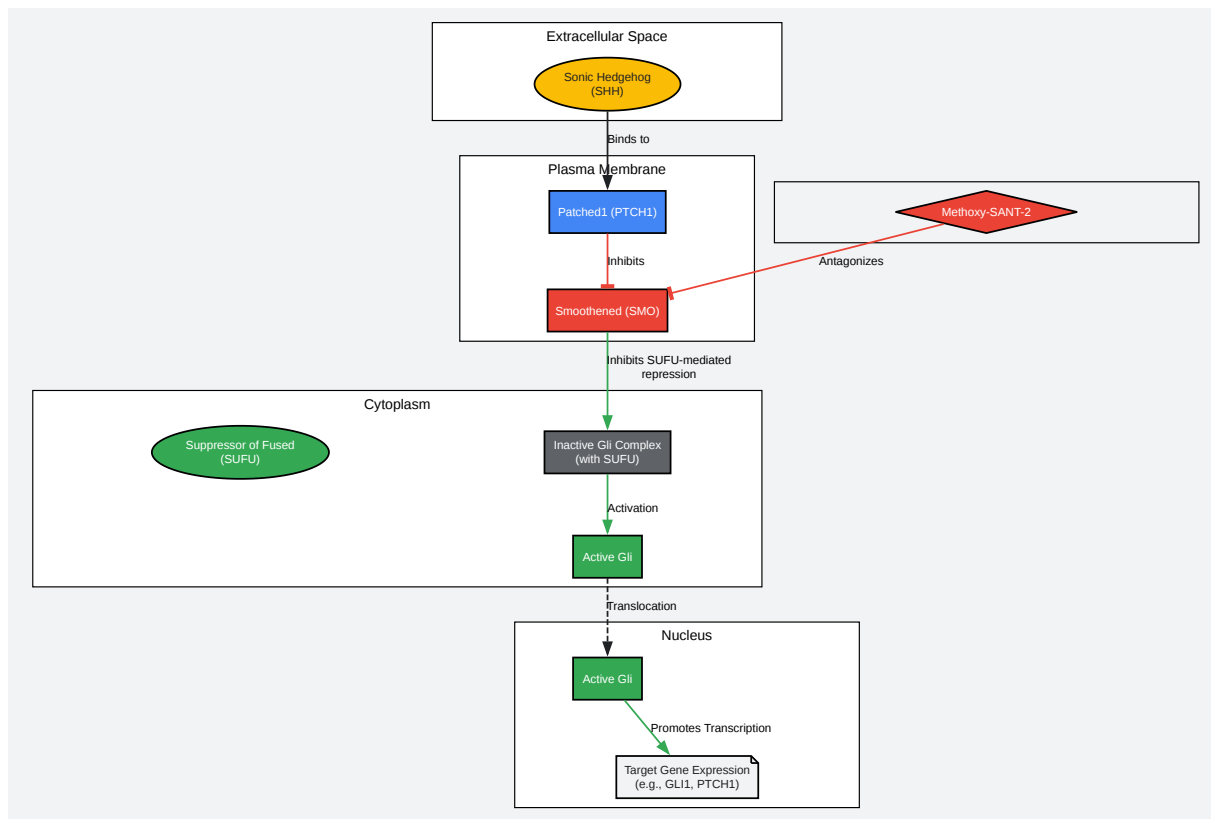 Extracellular Space
Sonic Hedgehog
(SHH)
Binds to
Plasma Membrane
Patched1 (PTCH1)
Methoxy-SANT-2
Inhibits
Antagonizes
Smoothened (SMO)
Inhibits SUFU-mediated
repression
Cytoplasm
Suppressor of Fused
(SUFU)
Inactive Gli Complex
(with SUFU)
Activation
Active Gli
Translocation
Nucleus
Active Gli
Promotes Transcription
Target Gene Expression
(e.g., GLI1, PTCH1)